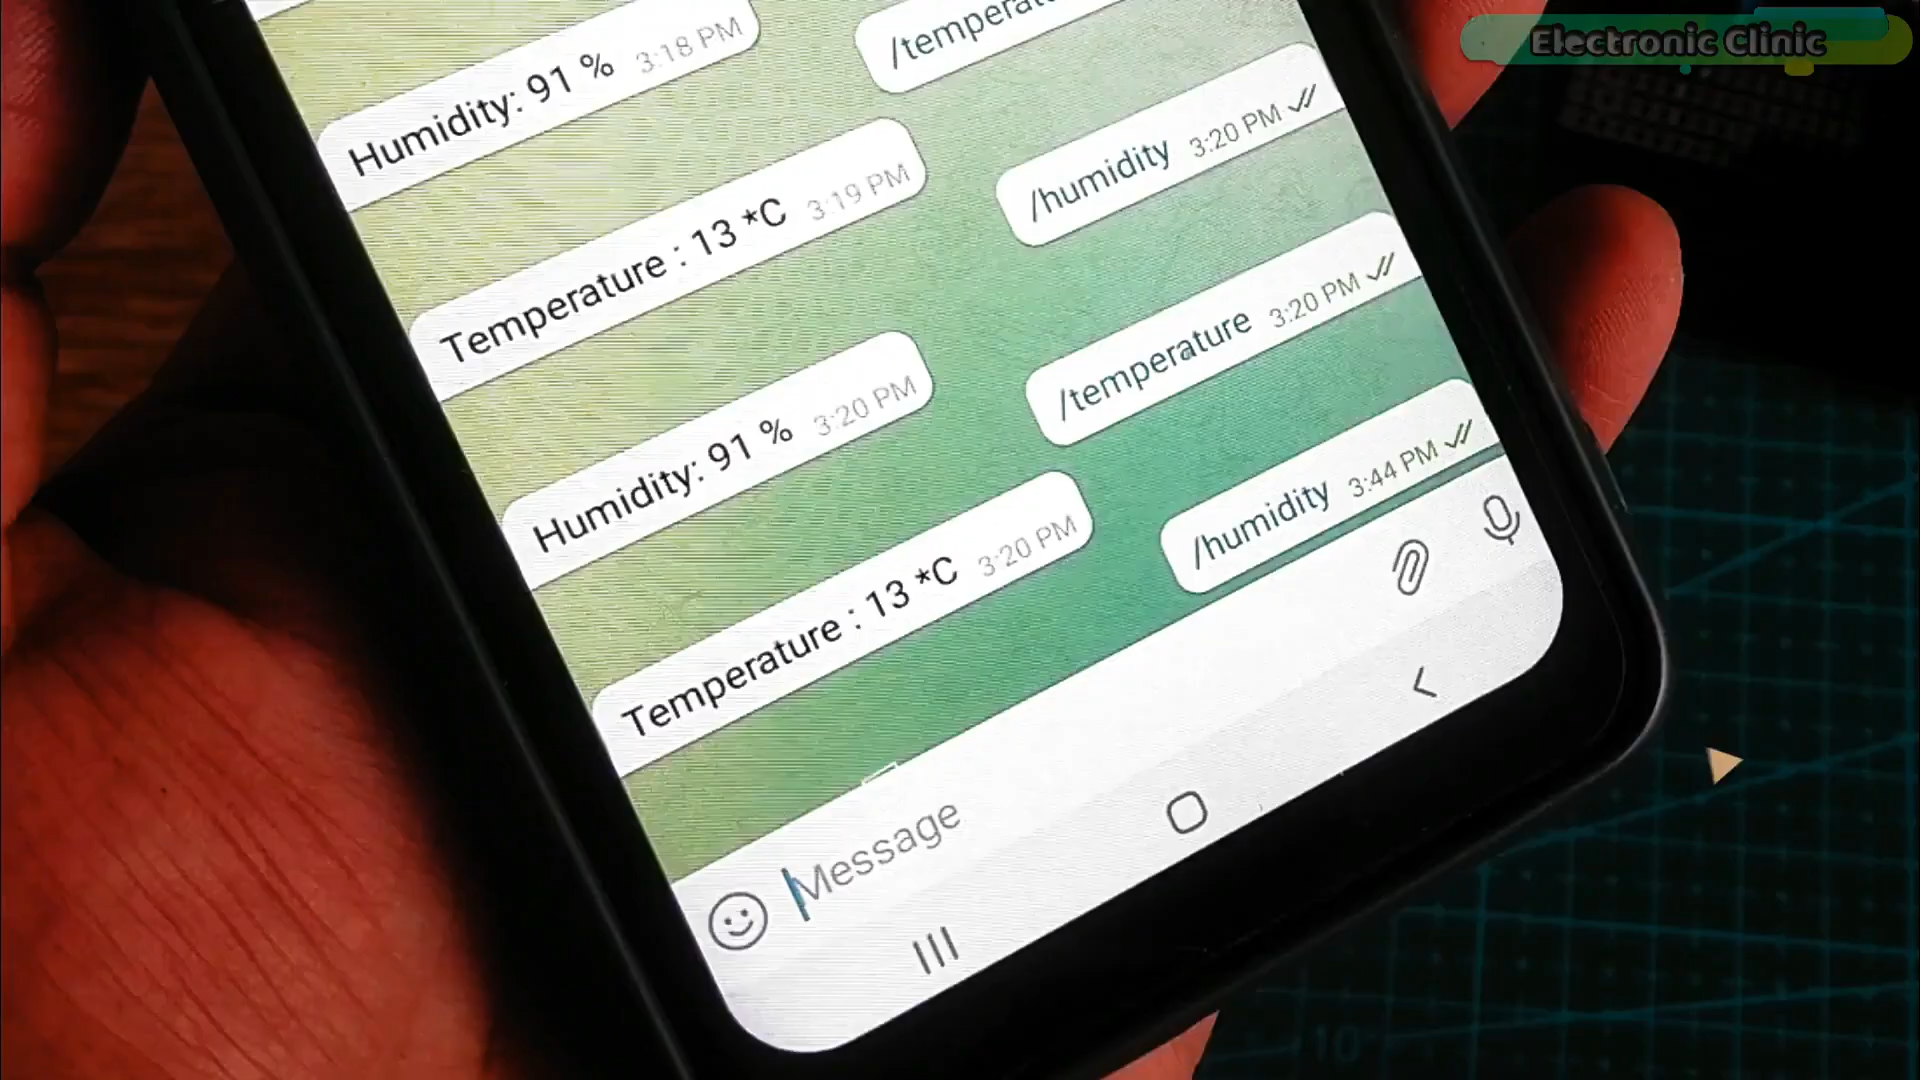 Electronic Clinic
Humidity: 91 % 3:18 PM
Temperature : 13 *C 3:19 PM
/humidity 3:20 PM
Humidity: 91 % 3:20 PM
/temperature 3:20 PM
Temperature : 13 *C 3:20 PM
/humidity 3:44 PM
Message